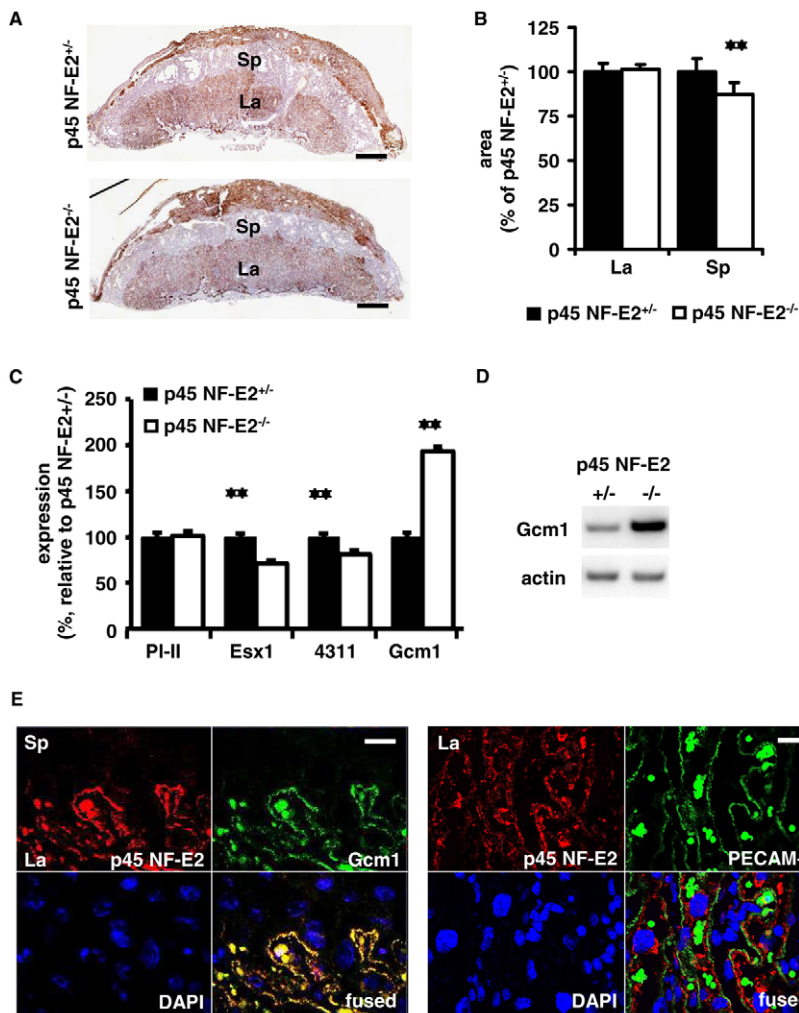 A
p45 NF-E2+/-
Sp
La
p45 NF-E2-/-
Sp
La
B
area
(% of p45 NF-E2+/-)
125
100
75
50
25
0
**
La Sp
p45 NF-E2+/- p45 NF-E2-/-
C
expression
(%, relative to p45 NF-E2+/-)
250
200
150
100
50
0
p45 NF-E2+/-
p45 NF-E2-/-
** ** **
Pl-II Esx1 4311 Gcm1
D
p45 NF-E2
+/- -/-
Gcm1
actin
E
Sp
La p45 NF-E2 Gcm1
DAPI fused
La
p45 NF-E2 PECAM-
DAPI fuse